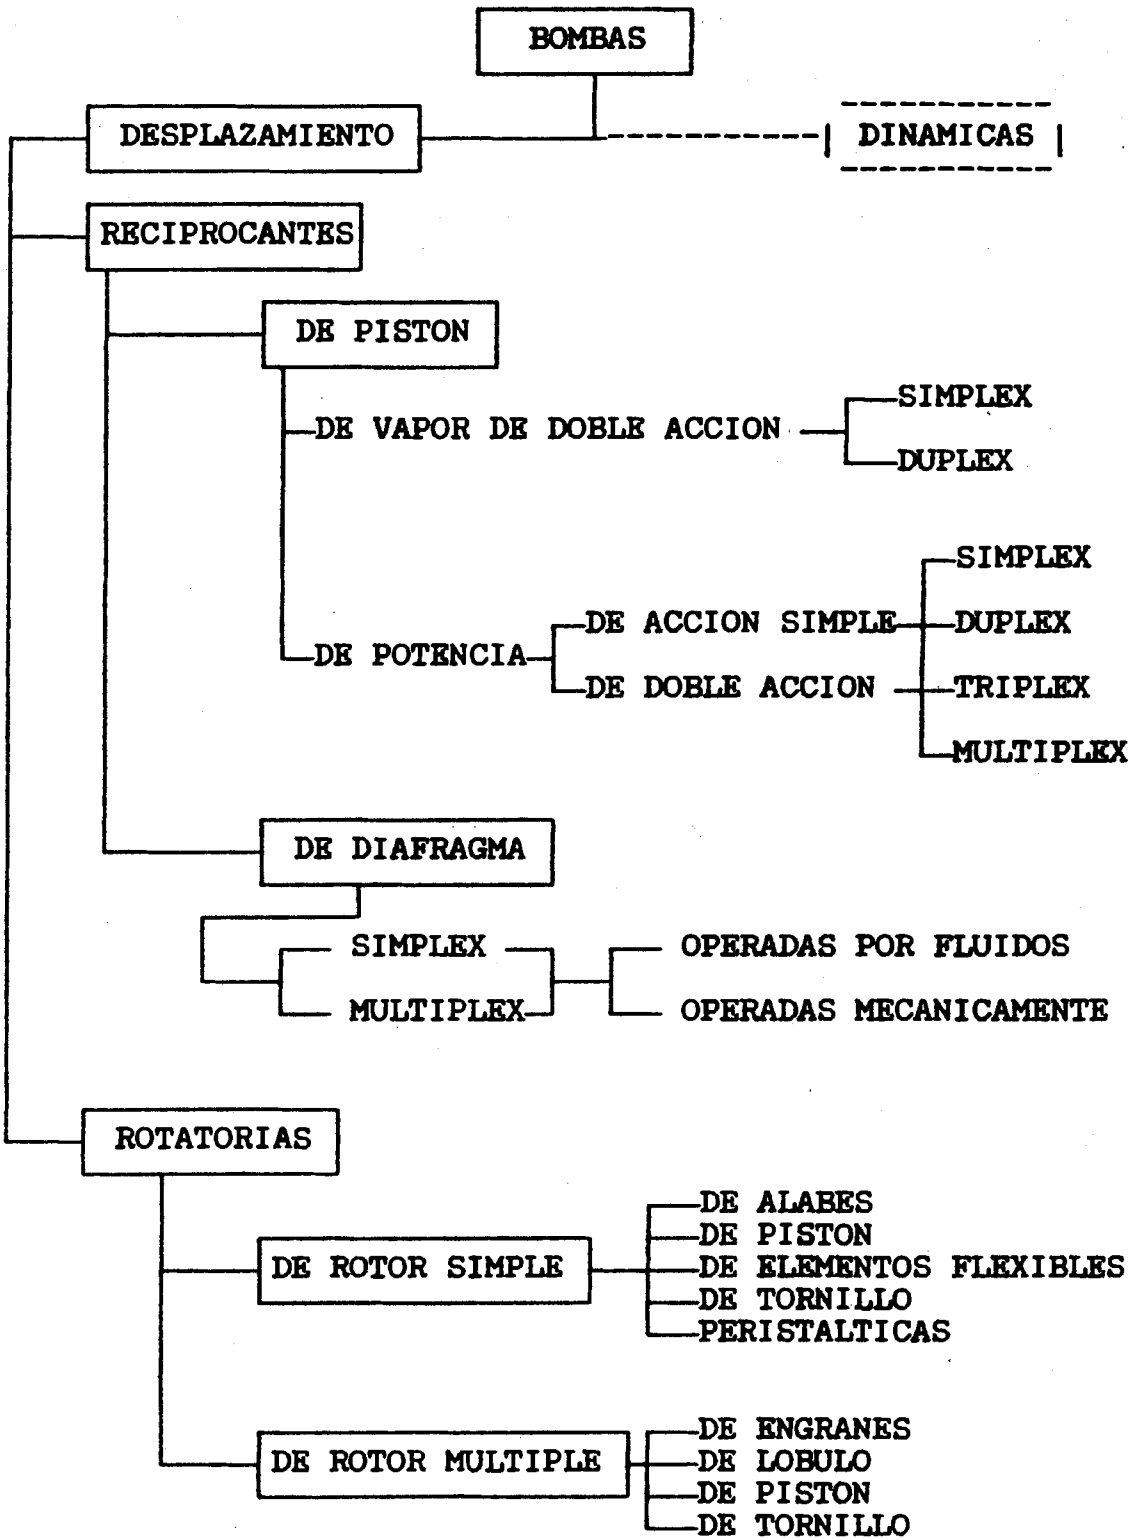 BOMBAS
DESPLAZAMIENTO
DINAMICAS
RECIPROCANTES
DE PISTON
DE VAPOR DE DOBLE ACCION
SIMPLEX
DUPLEX
DE POTENCIA
DE ACCION SIMPLE
DE DOBLE ACCION
SIMPLEX
DUPLEX
TRIPLEX
MULTIPLEX
DE DIAFRAGMA
SIMPLEX
MULTIPLEX
OPERADAS POR FLUIDOS
OPERADAS MECANICAMENTE
ROTATORIAS
DE ROTOR SIMPLE
DE ALABES
DE PISTON
DE ELEMENTOS FLEXIBLES
DE TORNILLO
PERISTALTICAS
DE ROTOR MULTIPLE
DE ENGRANES
DE LOBULO
DE PISTON
DE TORNILLO